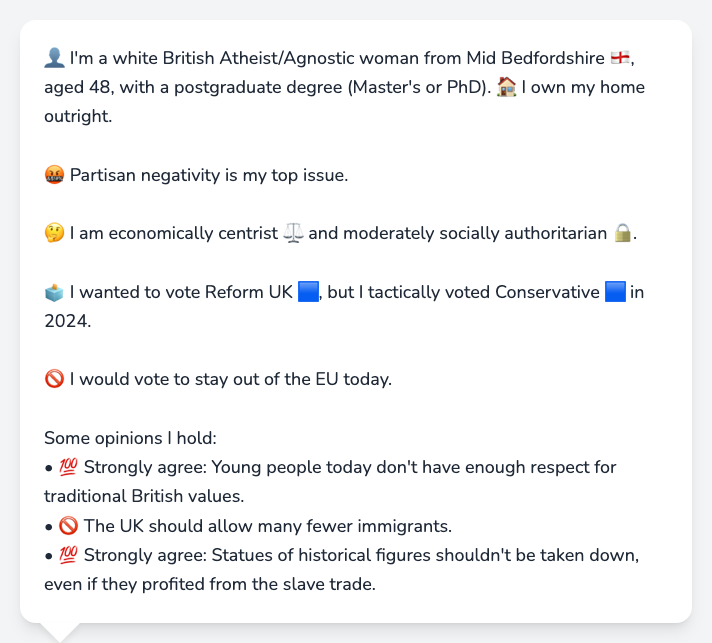 👤 I'm a white British Atheist/Agnostic woman from Mid Bedfordshire 🏴󠁧󠁢󠁥󠁮󠁧󠁿,
aged 48, with a postgraduate degree (Master's or PhD). 🏠 I own my home
outright.
🤬 Partisan negativity is my top issue.
🤔 I am economically centrist ⚖️ and moderately socially authoritarian 🔒.
🗳️ I wanted to vote Reform UK 🟦, but I tactically voted Conservative 🟦 in
2024.
🚫 I would vote to stay out of the EU today.
Some opinions I hold:
• 💯 Strongly agree: Young people today don't have enough respect for
traditional British values.
• 🚫 The UK should allow many fewer immigrants.
• 💯 Strongly agree: Statues of historical figures shouldn't be taken down,
even if they profited from the slave trade.